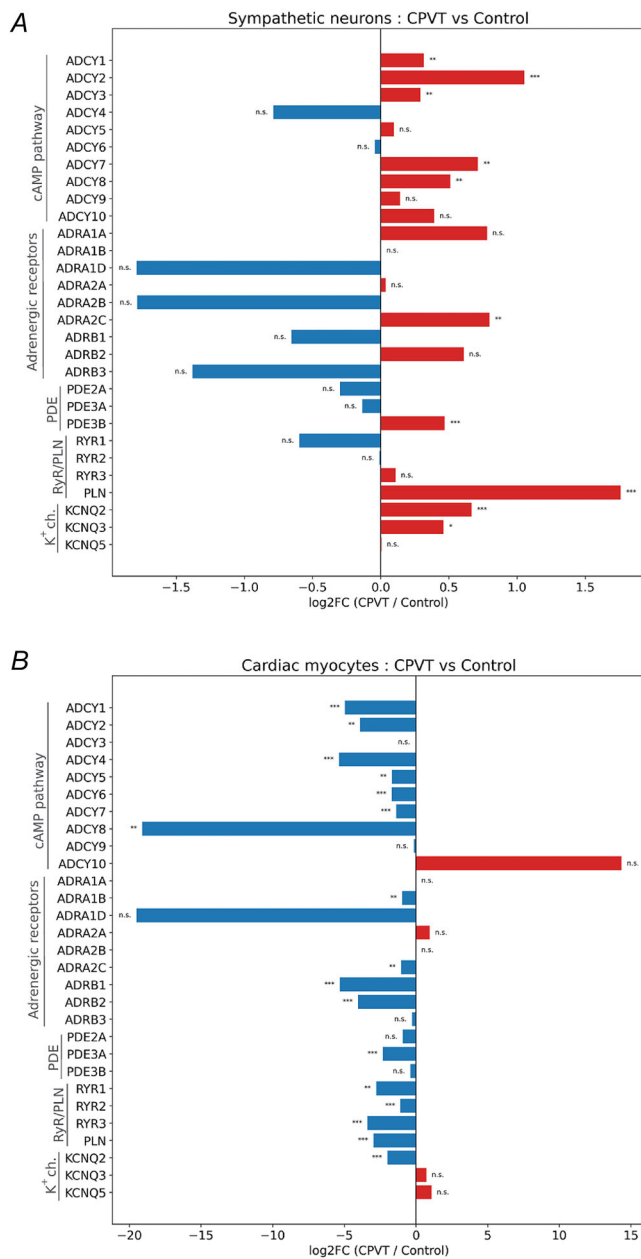 A
Sympathetic neurons : CPVT vs Control
cAMP pathway
ADCY1 **
ADCY2 ***
ADCY3 **
ADCY4 n.s.
ADCY5 n.s.
ADCY6 n.s.
ADCY7 **
ADCY8 **
ADCY9 n.s.
ADCY10 n.s.
Adrenergic receptors
ADRA1A n.s.
ADRA1B n.s.
ADRA1D n.s.
ADRA2A n.s.
ADRA2B n.s.
ADRA2C **
ADRB1 n.s.
ADRB2 n.s.
ADRB3 n.s.
PDE
PDE2A n.s.
PDE3A n.s.
PDE3B ***
RyR/PLN
RYR1 n.s.
RYR2 n.s.
RYR3 n.s.
PLN ***
K+ ch.
KCNQ2 ***
KCNQ3 *
KCNQ5 n.s.
−1.5 −1.0 −0.5 0.0 0.5 1.0 1.5
log2FC (CPVT / Control)
B
Cardiac myocytes : CPVT vs Control
cAMP pathway
ADCY1 ***
ADCY2 **
ADCY3 n.s.
ADCY4 ***
ADCY5 **
ADCY6 ***
ADCY7 ***
ADCY8 **
ADCY9 n.s.
ADCY10 n.s.
Adrenergic receptors
ADRA1A n.s.
ADRA1B **
ADRA1D n.s.
ADRA2A n.s.
ADRA2B n.s.
ADRA2C **
ADRB1 ***
ADRB2 ***
ADRB3 n.s.
PDE
PDE2A n.s.
PDE3A ***
PDE3B n.s.
RyR/PLN
RYR1 **
RYR2 ***
RYR3 ***
PLN ***
K+ ch.
KCNQ2 ***
KCNQ3 n.s.
KCNQ5 n.s.
−20 −15 −10 −5 0 5 10 15
log2FC (CPVT / Control)